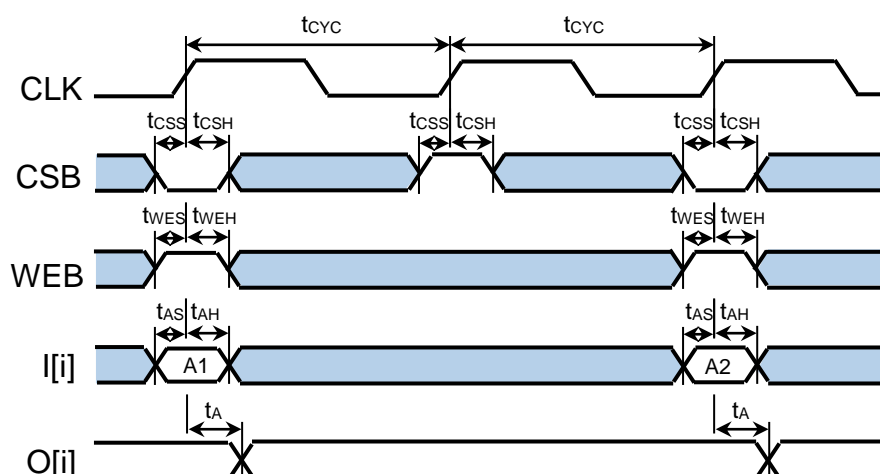 tCYC tCYC
CLK
tCSS tCSH tCSS tCSH tCSS tCSH
CSB
tWES tWEH tWES tWEH
WEB
tAS tAH tAS tAH
I[i] A1 A2
tA tA
O[i]